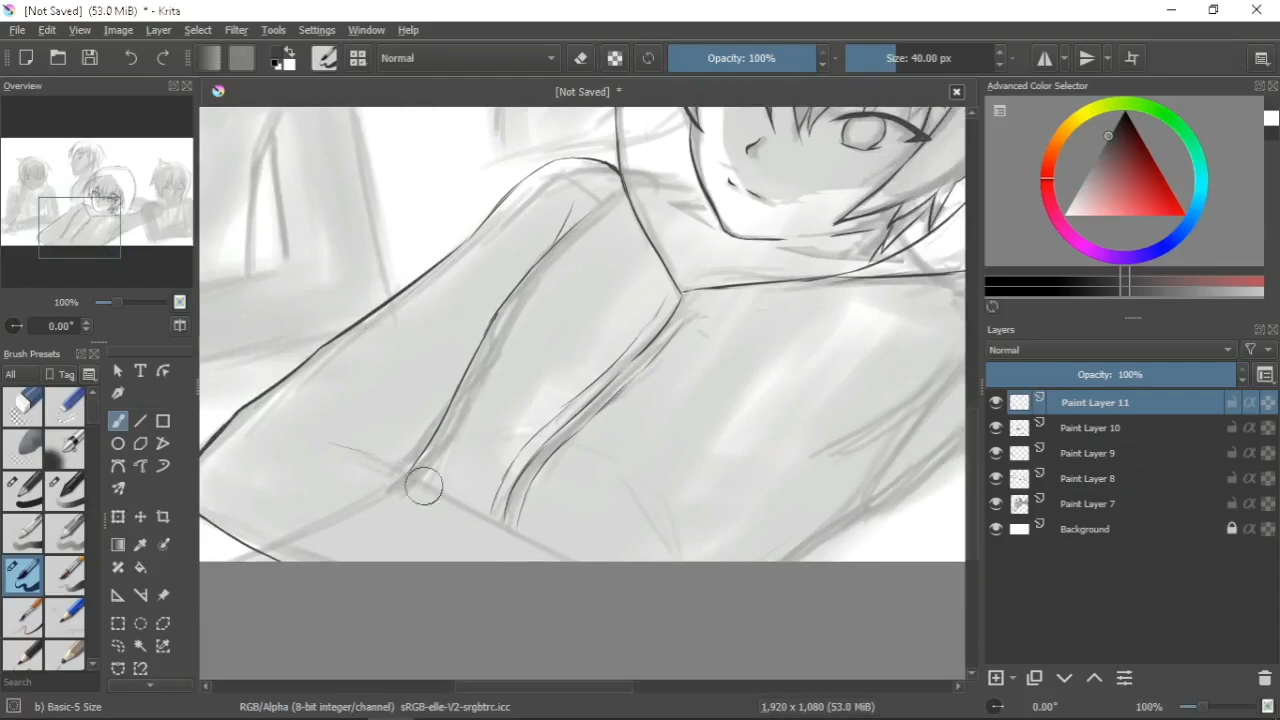 [Not Saved] (53.0 MiB) * - Krita
File Edit View Image Layer Select Filter Tools Settings Window Help
Normal
Opacity: 100%
Size: 40.00 px
Overview
[Not Saved] *
Advanced Color Selector
100%
0.00°
Layers
Normal
Brush Presets
All
Tag
Opacity: 100%
Paint Layer 11
Paint Layer 10
Paint Layer 9
Paint Layer 8
Paint Layer 7
Background
Search
b) Basic-5 Size
RGB/Alpha (8-bit integer/channel) sRGB-elle-V2-srgbtrc.icc
1,920 x 1,080 (53.0 MiB)
0.00°
100%